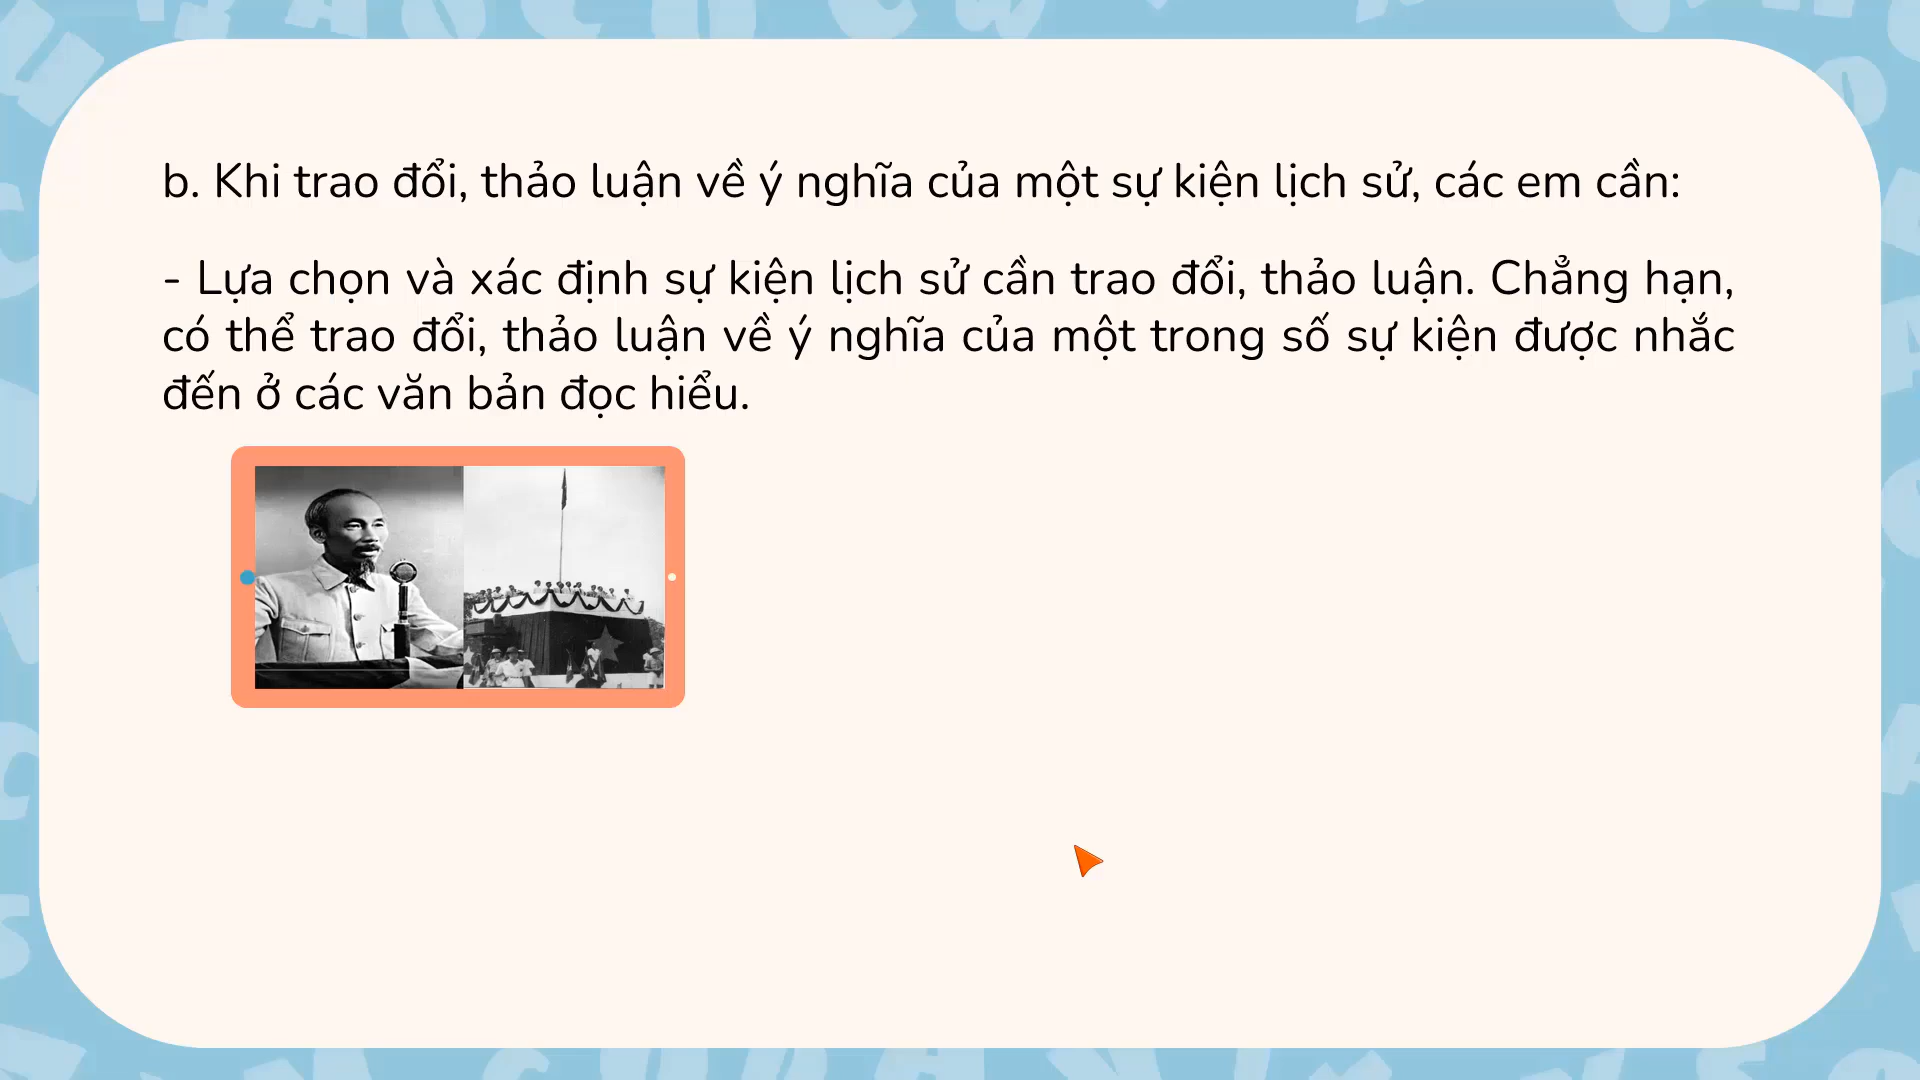 b. Khi trao đổi, thảo luận về ý nghĩa của một sự kiện lịch sử, các em cần:
- Lựa chọn và xác định sự kiện lịch sử cần trao đổi, thảo luận. Chẳng hạn,
có thể trao đổi, thảo luận về ý nghĩa của một trong số sự kiện được nhắc
đến ở các văn bản đọc hiểu.